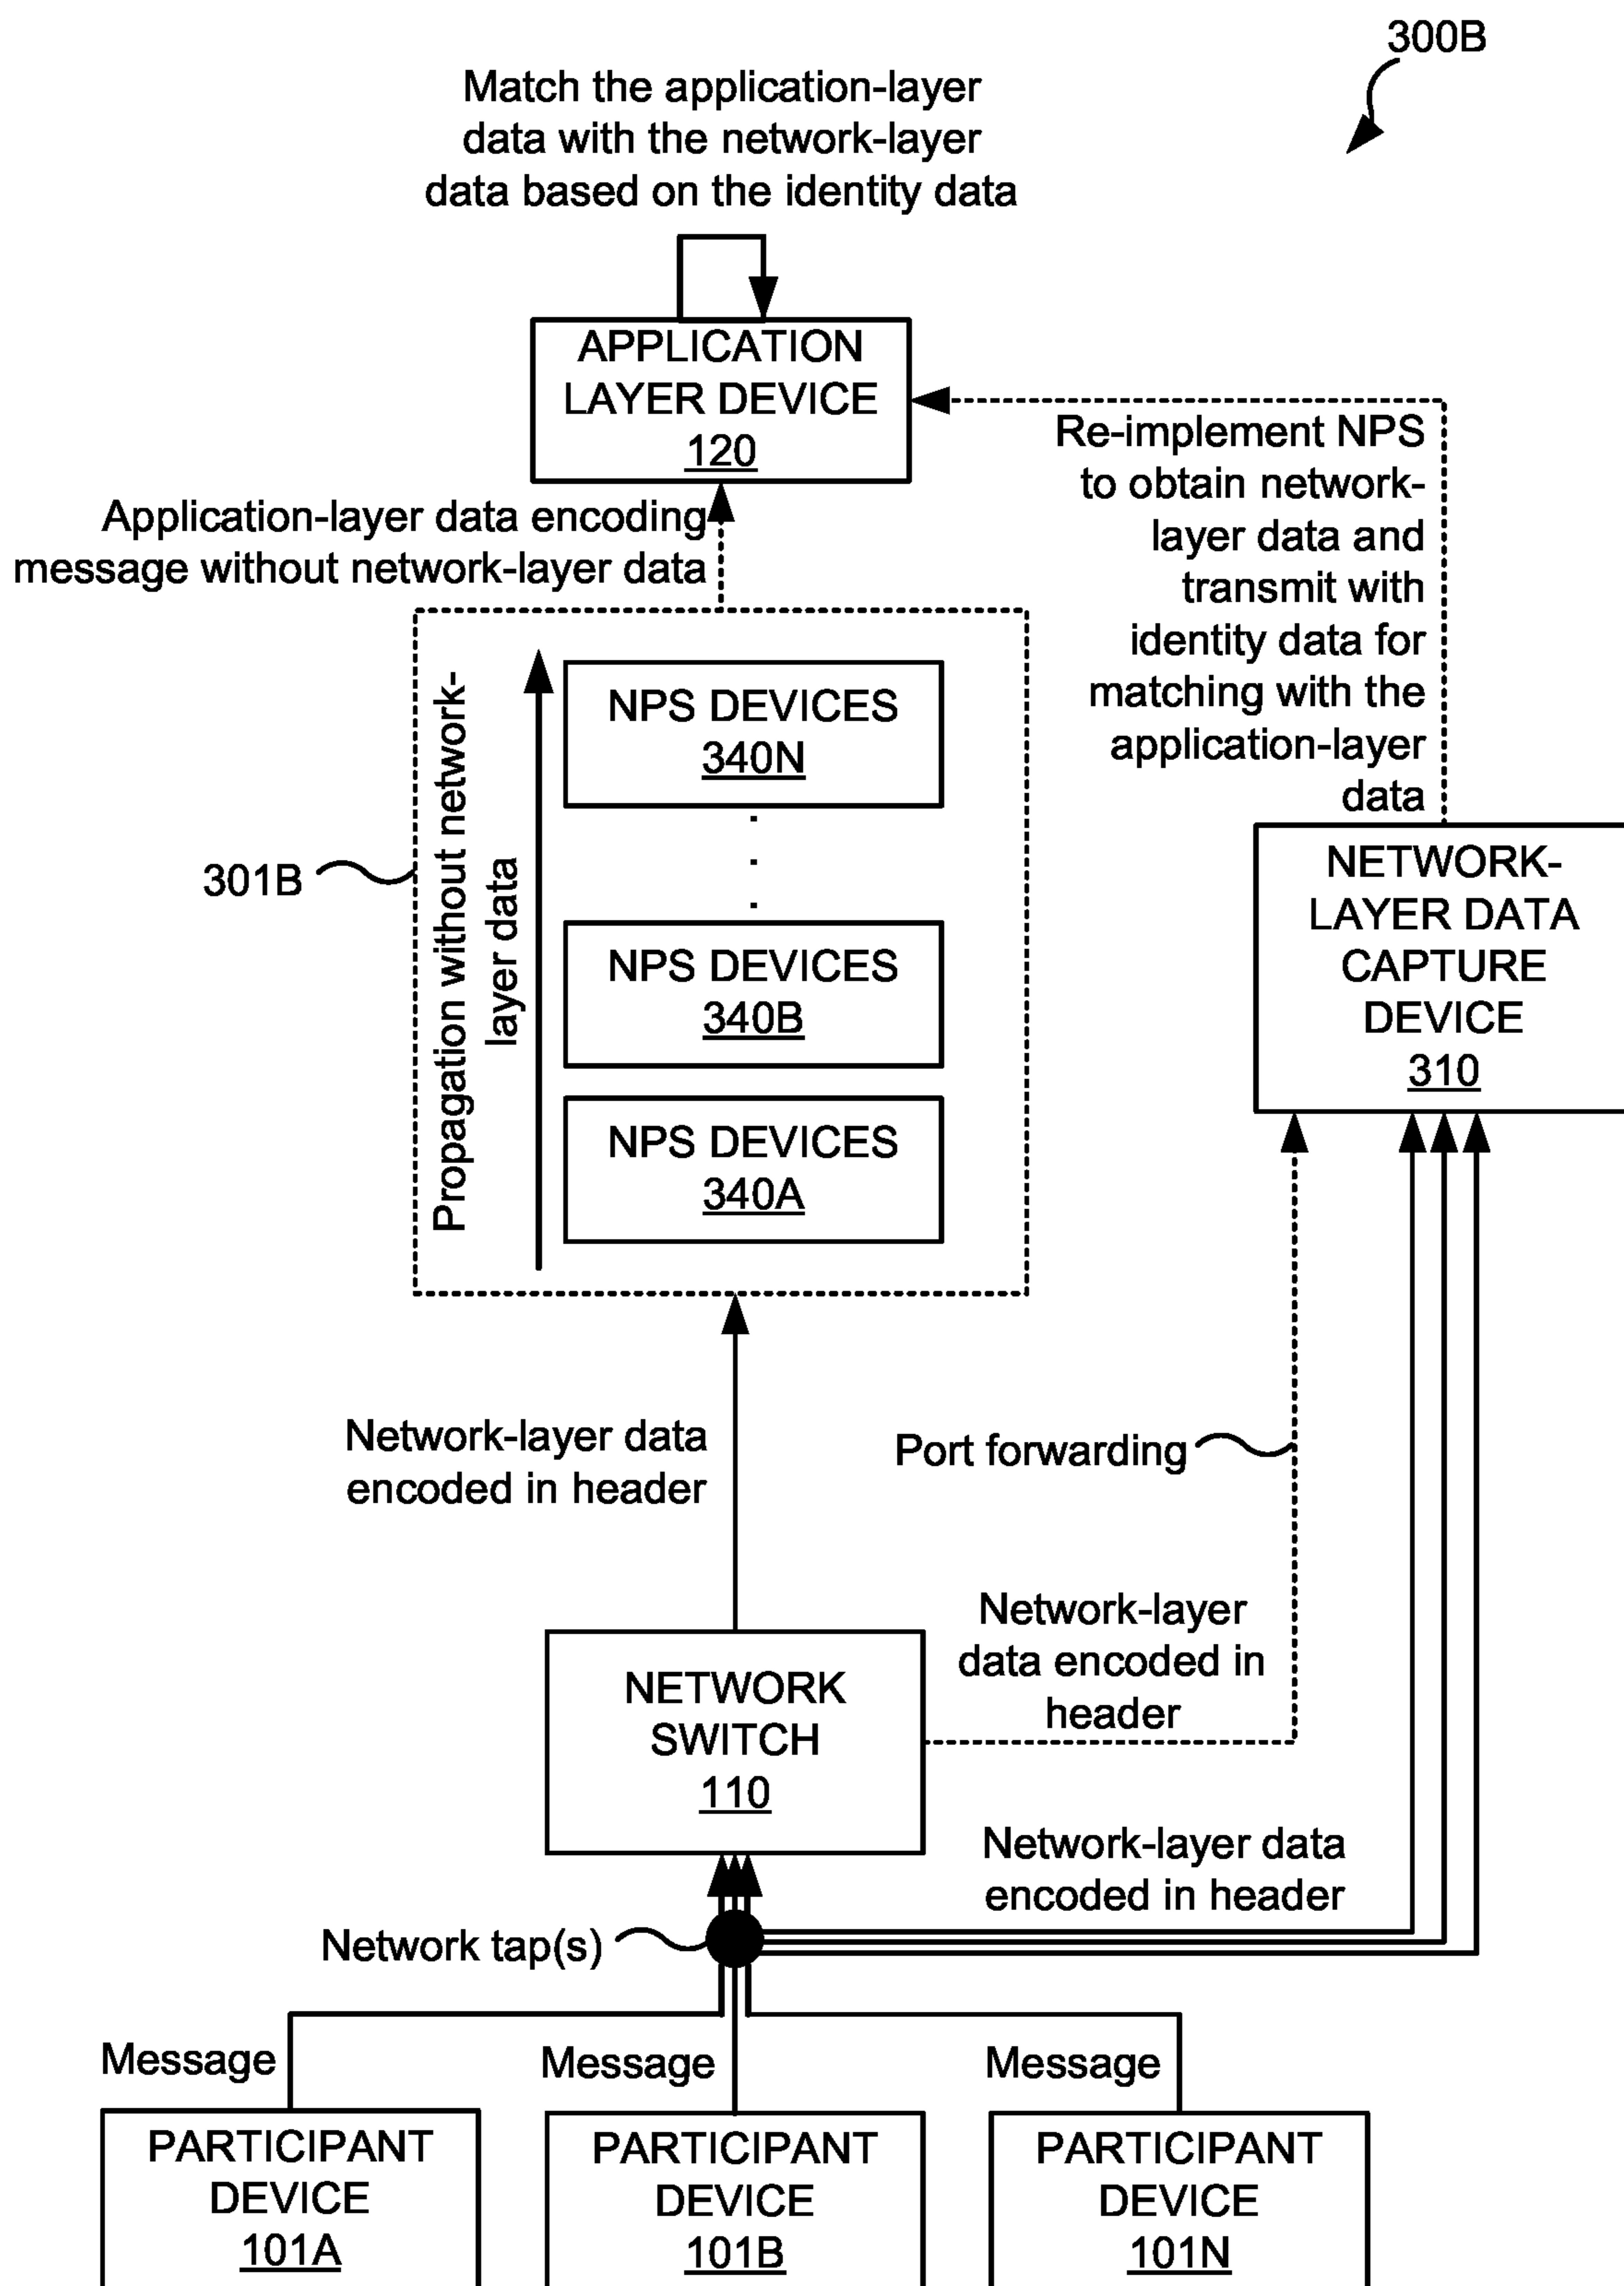 300B
Match the application-layer
data with the network-layer
data based on the identity data
APPLICATION
LAYER DEVICE
120
Re-implement NPS
to obtain network-
layer data and
transmit with
identity data for
matching with the
application-layer
data
Application-layer data encoding
message without network-layer data
Propagation without network-
layer data
NPS DEVICES
340N
.
.
.
NPS DEVICES
340B
NPS DEVICES
340A
301B
NETWORK-
LAYER DATA
CAPTURE
DEVICE
310
Network-layer data
encoded in header
Port forwarding
Network-layer
data encoded in
header
NETWORK
SWITCH
110
Network-layer data
encoded in header
Network tap(s)
Message
Message
Message
PARTICIPANT
DEVICE
101A
PARTICIPANT
DEVICE
101B
PARTICIPANT
DEVICE
101N